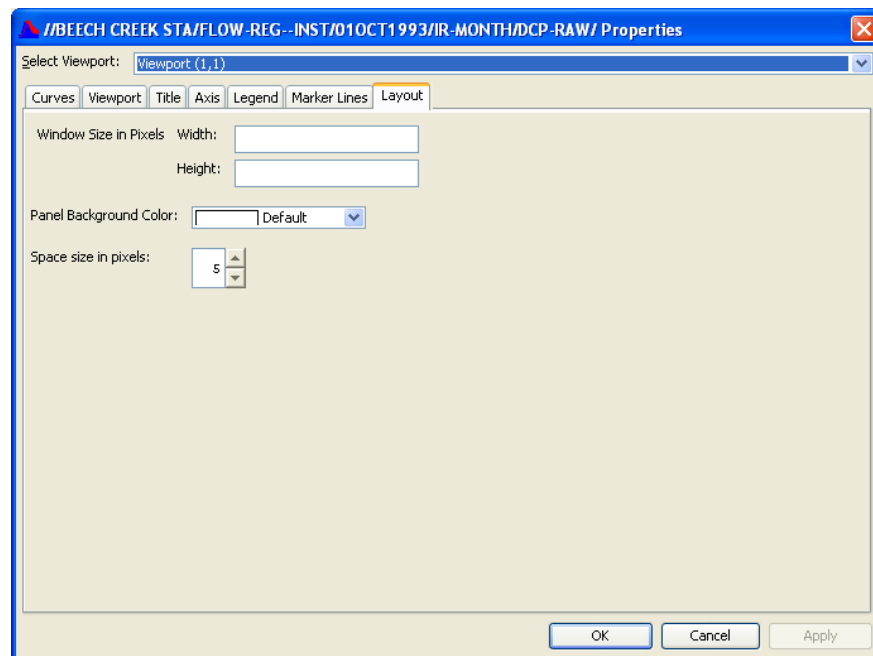 //BEECH CREEK STA/FLOW-REG--INST/01OCT1993/IR-MONTH/DCP-RAW/ Properties
Select Viewport: Viewport (1,1)
Curves Viewport Title Axis Legend Marker Lines Layout
Window Size in Pixels Width:
Height:
Panel Background Color: Default
Space size in pixels: 5
OK Cancel Apply